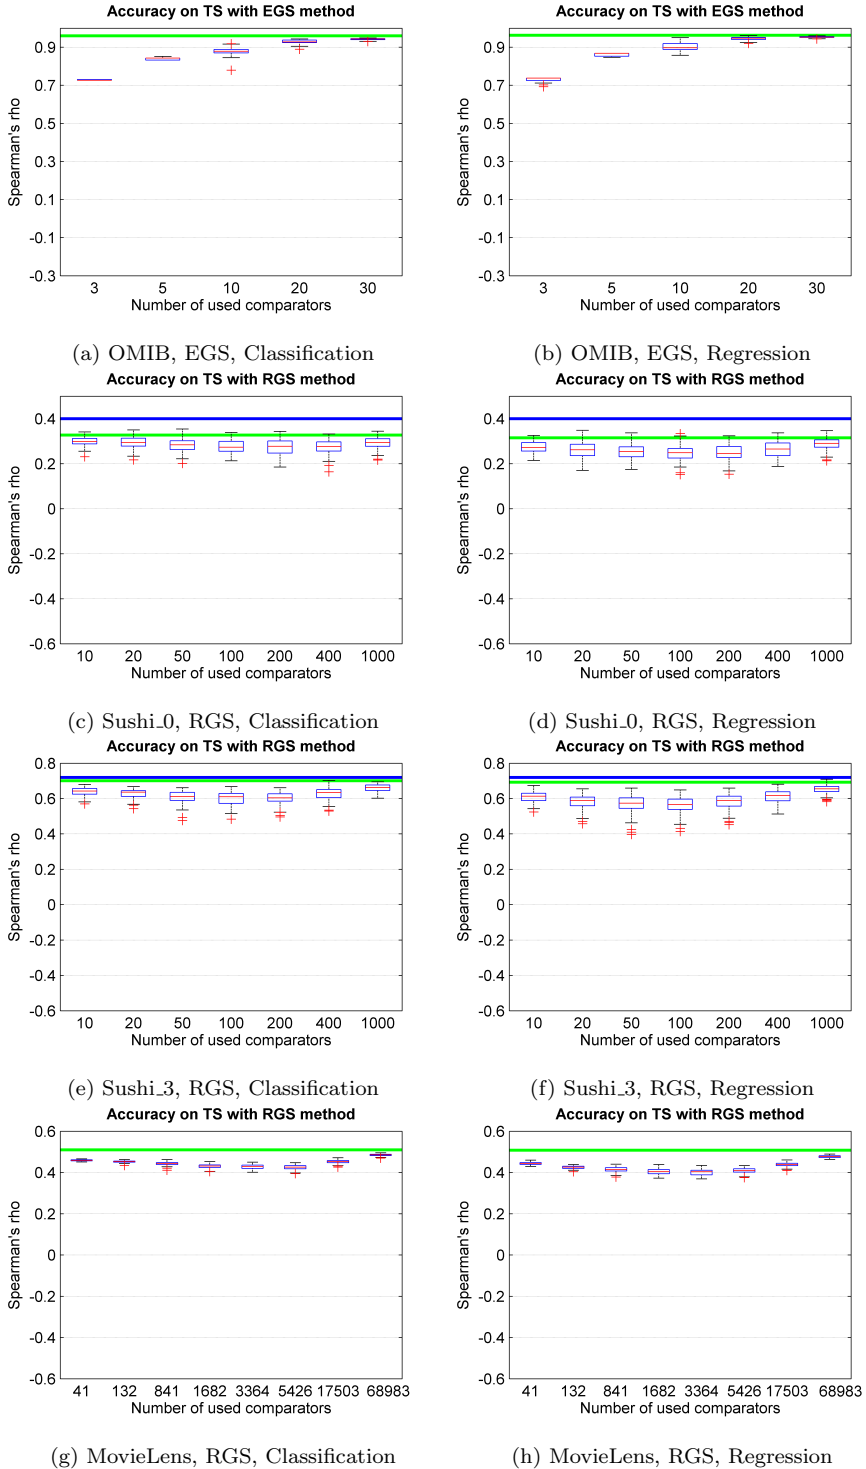 Accuracy on TS with EGS method
Spearman's rho
0.9
0.7
0.5
0.3
0.1
-0.1
-0.3
3 5 10 20 30
Number of used comparators
(a) OMIB, EGS, Classification
Accuracy on TS with EGS method
Spearman's rho
0.9
0.7
0.5
0.3
0.1
-0.1
-0.3
3 5 10 20 30
Number of used comparators
(b) OMIB, EGS, Regression
Accuracy on TS with RGS method
Spearman's rho
0.4
0.2
0
-0.2
-0.4
-0.6
10 20 50 100 200 400 1000
Number of used comparators
(c) Sushi_0, RGS, Classification
Accuracy on TS with RGS method
Spearman's rho
0.4
0.2
0
-0.2
-0.4
-0.6
10 20 50 100 200 400 1000
Number of used comparators
(d) Sushi_0, RGS, Regression
Accuracy on TS with RGS method
Spearman's rho
0.8
0.6
0.4
0.2
0
-0.2
-0.4
-0.6
10 20 50 100 200 400 1000
Number of used comparators
(e) Sushi_3, RGS, Classification
Accuracy on TS with RGS method
Spearman's rho
0.8
0.6
0.4
0.2
0
-0.2
-0.4
-0.6
10 20 50 100 200 400 1000
Number of used comparators
(f) Sushi_3, RGS, Regression
Accuracy on TS with RGS method
Spearman's rho
0.6
0.4
0.2
0
-0.2
-0.4
-0.6
41 132 841 1682 3364 5426 17503 68983
Number of used comparators
(g) MovieLens, RGS, Classification
Accuracy on TS with RGS method
Spearman's rho
0.6
0.4
0.2
0
-0.2
-0.4
-0.6
41 132 841 1682 3364 5426 17503 68983
Number of used comparators
(h) MovieLens, RGS, Regression